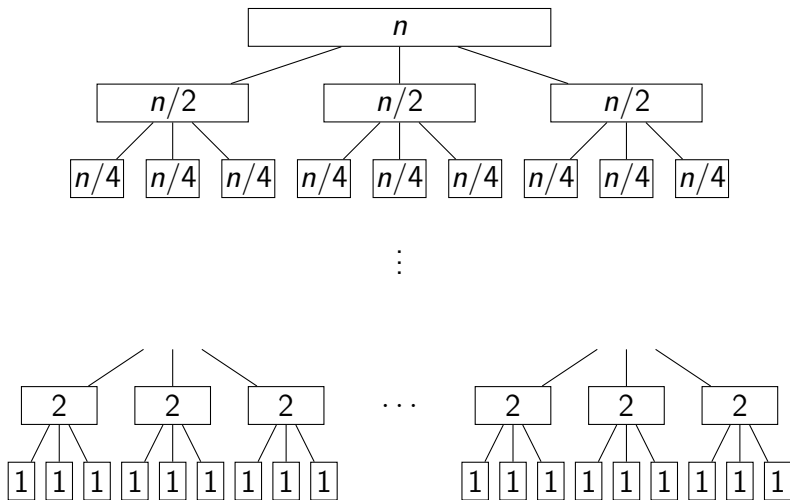 n
n/2 n/2 n/2
n/4 n/4 n/4 n/4 n/4 n/4 n/4 n/4 n/4
⋮
2 2 2 ⋯ 2 2 2
1 1 1 1 1 1 1 1 1 1 1 1 1 1 1 1 1 1